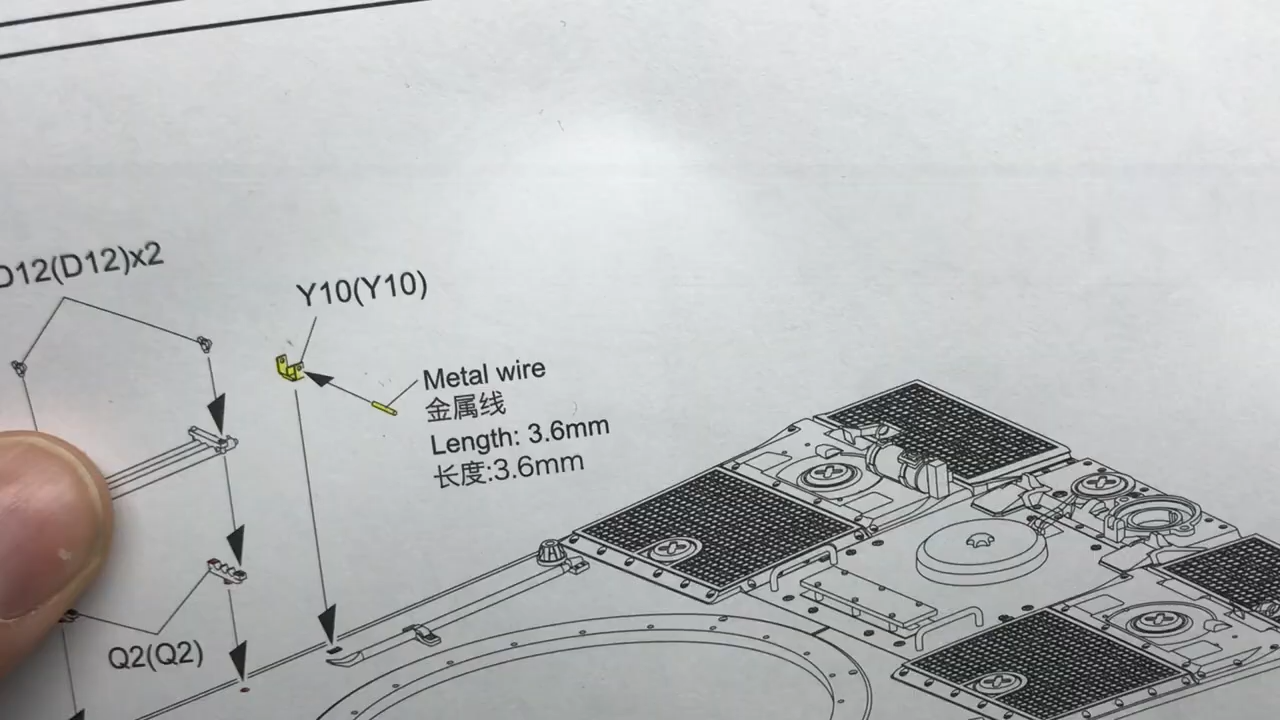 D12(D12)x2
Y10(Y10)
Metal wire
金属线
Length: 3.6mm
长度:3.6mm
Q2(Q2)